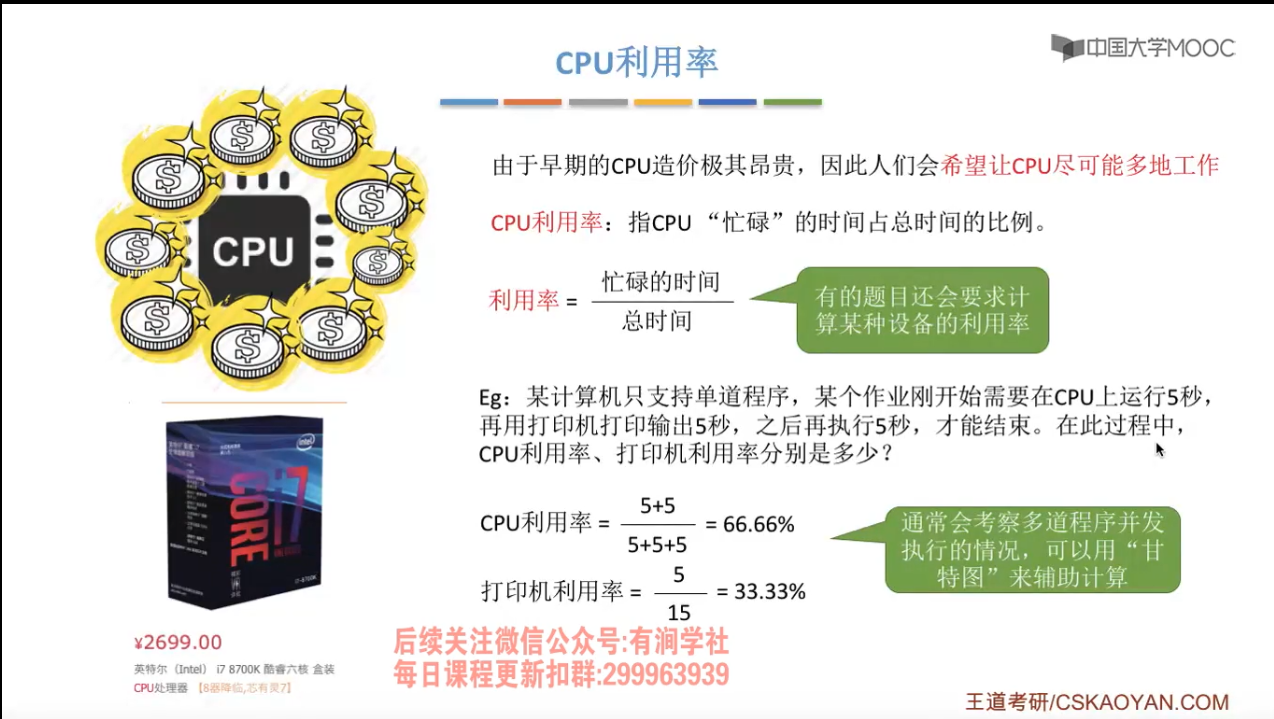 CPU利用率
中国大学MOOC
CPU
由于早期的CPU造价极其昂贵，因此人们会希望让CPU尽可能多地工作
CPU利用率：指CPU“忙碌”的时间占总时间的比例。
利用率 = 忙碌的时间
总时间
有的题目还会要求计
算某种设备的利用率
Eg：某计算机只支持单道程序，某个作业刚开始需要在CPU上运行5秒，
再用打印机打印输出5秒，之后再执行5秒，才能结束。在此过程中，
CPU利用率、打印机利用率分别是多少？
CPU利用率 = 5+5
5+5+5
= 66.66%
通常会考察多道程序并发
执行的情况，可以用“甘
特图”来辅助计算
打印机利用率 = 5
15
= 33.33%
intel
CORE
i7
i7-8700K
¥2699.00
英特尔（Intel） i7 8700K 酷睿六核 盒装
CPU处理器 【8器降临,芯有灵7】
后续关注微信公众号:有润学社
每日课程更新扣群:299963939
王道考研/CSKAOYAN.COM